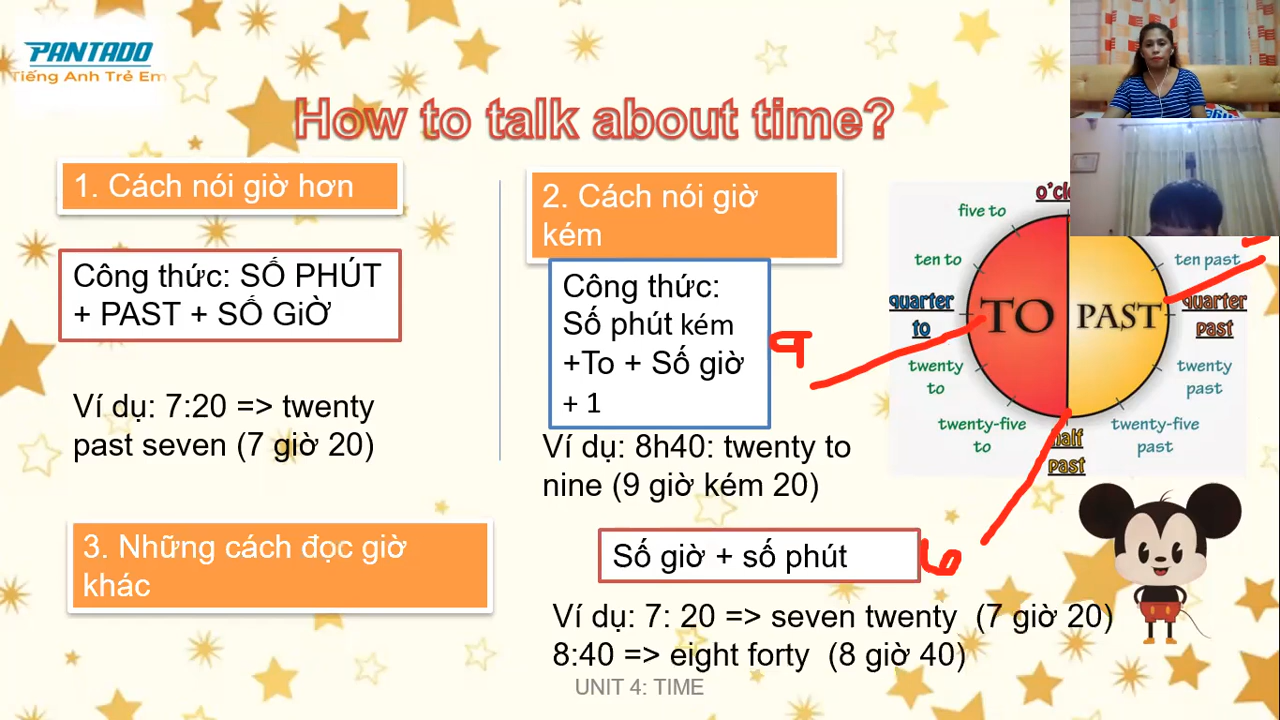 PANTADO
Tiếng Anh Trẻ Em
How to talk about time?
1. Cách nói giờ hơn
Công thức: SỐ PHÚT
+ PAST + SỐ GiỜ
Ví dụ: 7:20 => twenty
past seven (7 giờ 20)
2. Cách nói giờ
kém
Công thức:
Số phút kém
+To + Số giờ
+ 1
Ví dụ: 8h40: twenty to
nine (9 giờ kém 20)
9
five to
ten to
quarter
to
twenty
to
twenty-five
to
TO
PAST
ten past
quarter
past
twenty
past
twenty-five
past
half
past
3. Những cách đọc giờ
khác
Số giờ + số phút
6
Ví dụ: 7: 20 => seven twenty (7 giờ 20)
8:40 => eight forty (8 giờ 40)
UNIT 4: TIME